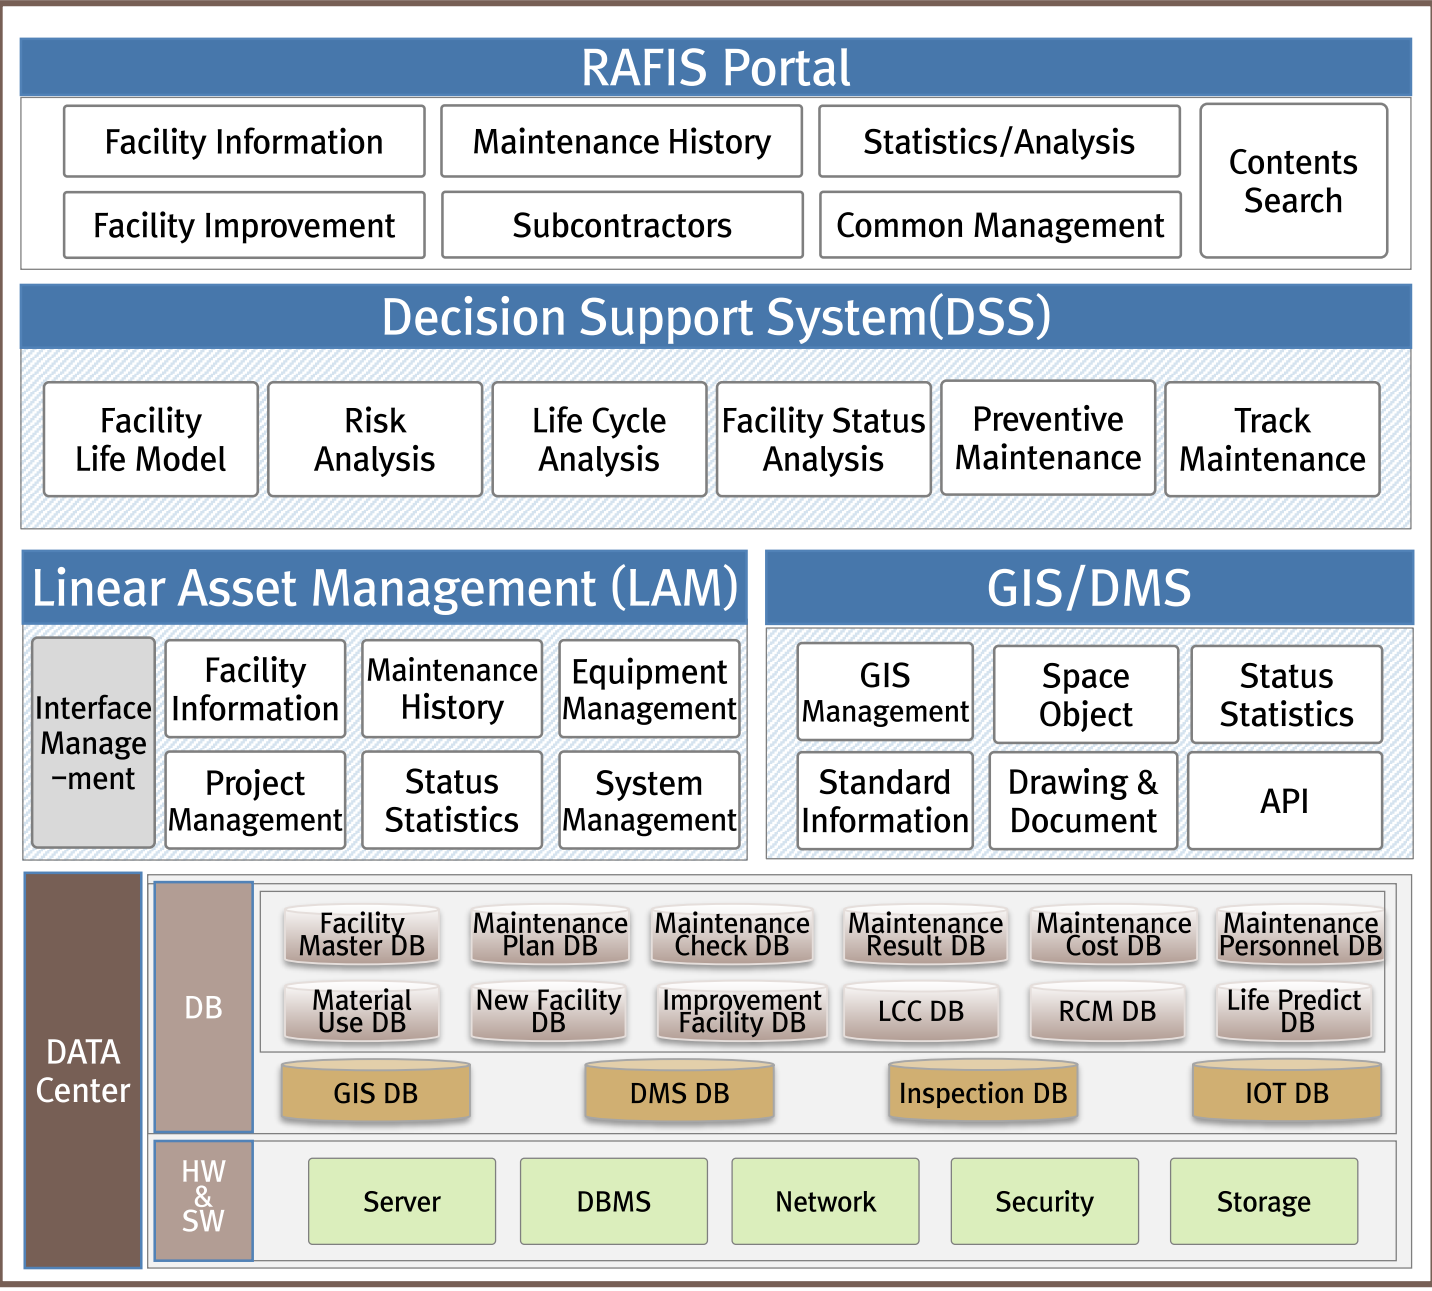 RAFIS Portal
Facility Information
Maintenance History
Statistics/Analysis
Contents
Search
Facility Improvement
Subcontractors
Common Management
Decision Support System(DSS)
Facility
Life Model
Risk
Analysis
Life Cycle
Analysis
Facility Status
Analysis
Preventive
Maintenance
Track
Maintenance
Linear Asset Management (LAM)
Interface
Manage
–ment
Facility
Information
Maintenance
History
Equipment
Management
Project
Management
Status
Statistics
System
Management
GIS/DMS
GIS
Management
Space
Object
Status
Statistics
Standard
Information
Drawing &
Document
API
DATA
Center
DB
Facility
Master DB
Maintenance
Plan DB
Maintenance
Check DB
Maintenance
Result DB
Maintenance
Cost DB
Maintenance
Personnel DB
Material
Use DB
New Facility
DB
Improvement
Facility DB
LCC DB
RCM DB
Life Predict
DB
GIS DB
DMS DB
Inspection DB
IOT DB
HW
&
SW
Server
DBMS
Network
Security
Storage